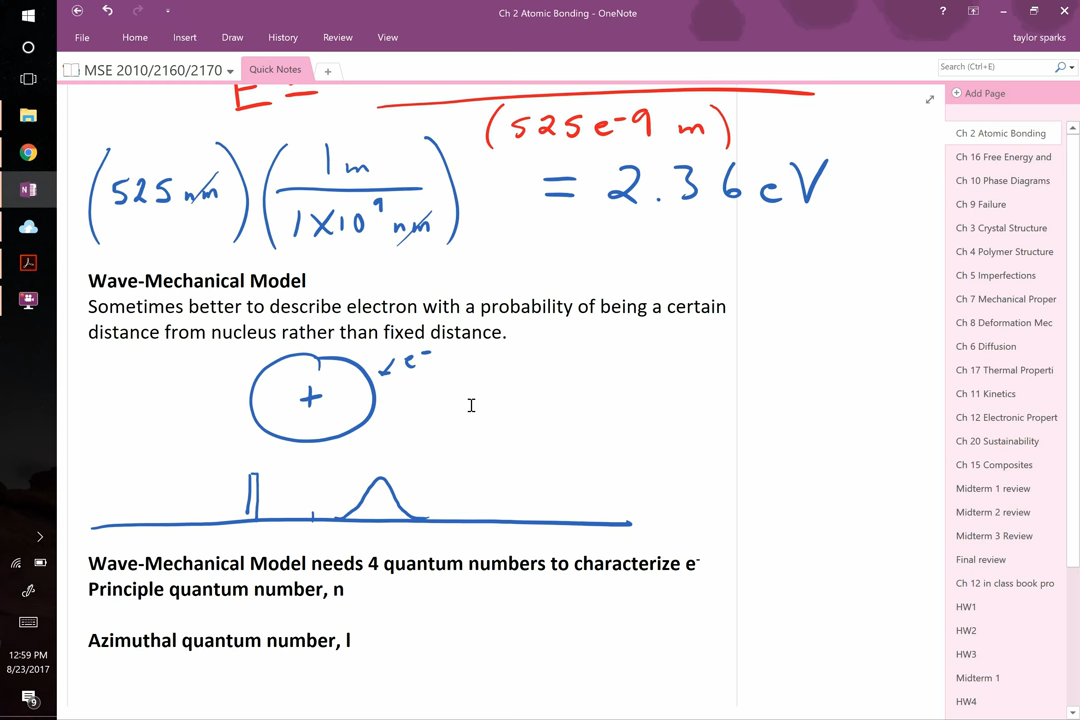 Ch 2 Atomic Bonding - OneNote
?
File Home Insert Draw History Review View
taylor sparks
MSE 2010/2160/2170
Quick Notes
+
Search (Ctrl+E)
E =
(525e-9 m)
(525 nm) (1m / 1X10^9 nm) = 2.36 eV
Wave-Mechanical Model
Sometimes better to describe electron with a probability of being a certain
distance from nucleus rather than fixed distance.
e-
+
Wave-Mechanical Model needs 4 quantum numbers to characterize e-
Principle quantum number, n
Azimuthal quantum number, l
Add Page
Ch 2 Atomic Bonding
Ch 16 Free Energy and
Ch 10 Phase Diagrams
Ch 9 Failure
Ch 3 Crystal Structure
Ch 4 Polymer Structure
Ch 5 Imperfections
Ch 7 Mechanical Proper
Ch 8 Deformation Mec
Ch 6 Diffusion
Ch 17 Thermal Properti
Ch 11 Kinetics
Ch 12 Electronic Propert
Ch 20 Sustainability
Ch 15 Composites
Midterm 1 review
Midterm 2 review
Midterm 3 Review
Final review
Ch 12 in class book pro
HW1
HW2
HW3
Midterm 1
HW4
12:59 PM
8/23/2017
9